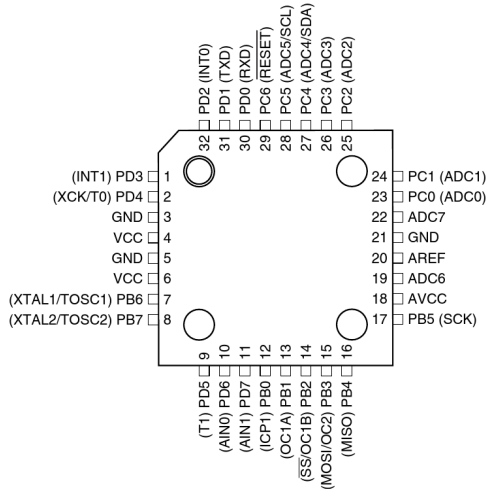 PD2 (INT0)
PD1 (TXD)
PD0 (RXD)
PC6 (RESET)
PC5 (ADC5/SCL)
PC4 (ADC4/SDA)
PC3 (ADC3)
PC2 (ADC2)
32
31
30
29
28
27
26
25
(INT1) PD3 1
(XCK/T0) PD4 2
GND 3
VCC 4
GND 5
VCC 6
(XTAL1/TOSC1) PB6 7
(XTAL2/TOSC2) PB7 8
24 PC1 (ADC1)
23 PC0 (ADC0)
22 ADC7
21 GND
20 AREF
19 ADC6
18 AVCC
17 PB5 (SCK)
9
10
11
12
13
14
15
16
(T1) PD5
(AIN0) PD6
(AIN1) PD7
(ICP1) PB0
(OC1A) PB1
(SS/OC1B) PB2
(MOSI/OC2) PB3
(MISO) PB4